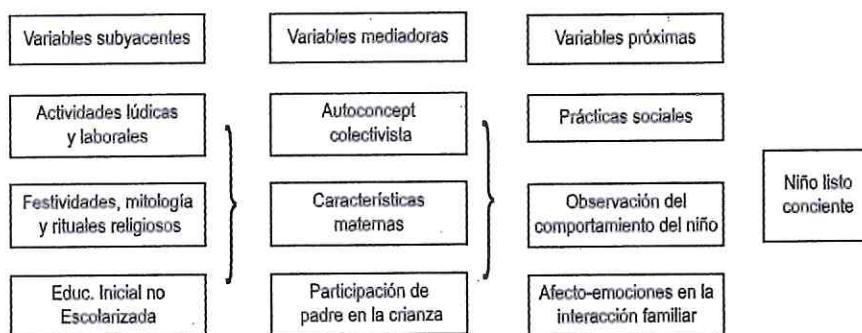 Variables subyacentes
Variables mediadoras
Variables próximas
Actividades lúdicas
y laborales
Autoconcept
colectivista
Prácticas sociales
Festividades, mitología
y rituales religiosos
Características
maternas
Observación del
comportamiento del niño
Niño listo
conciente
Educ. Inicial no
Escolarizada
Participación de
padre en la crianza
Afecto-emociones en la
interacción familiar